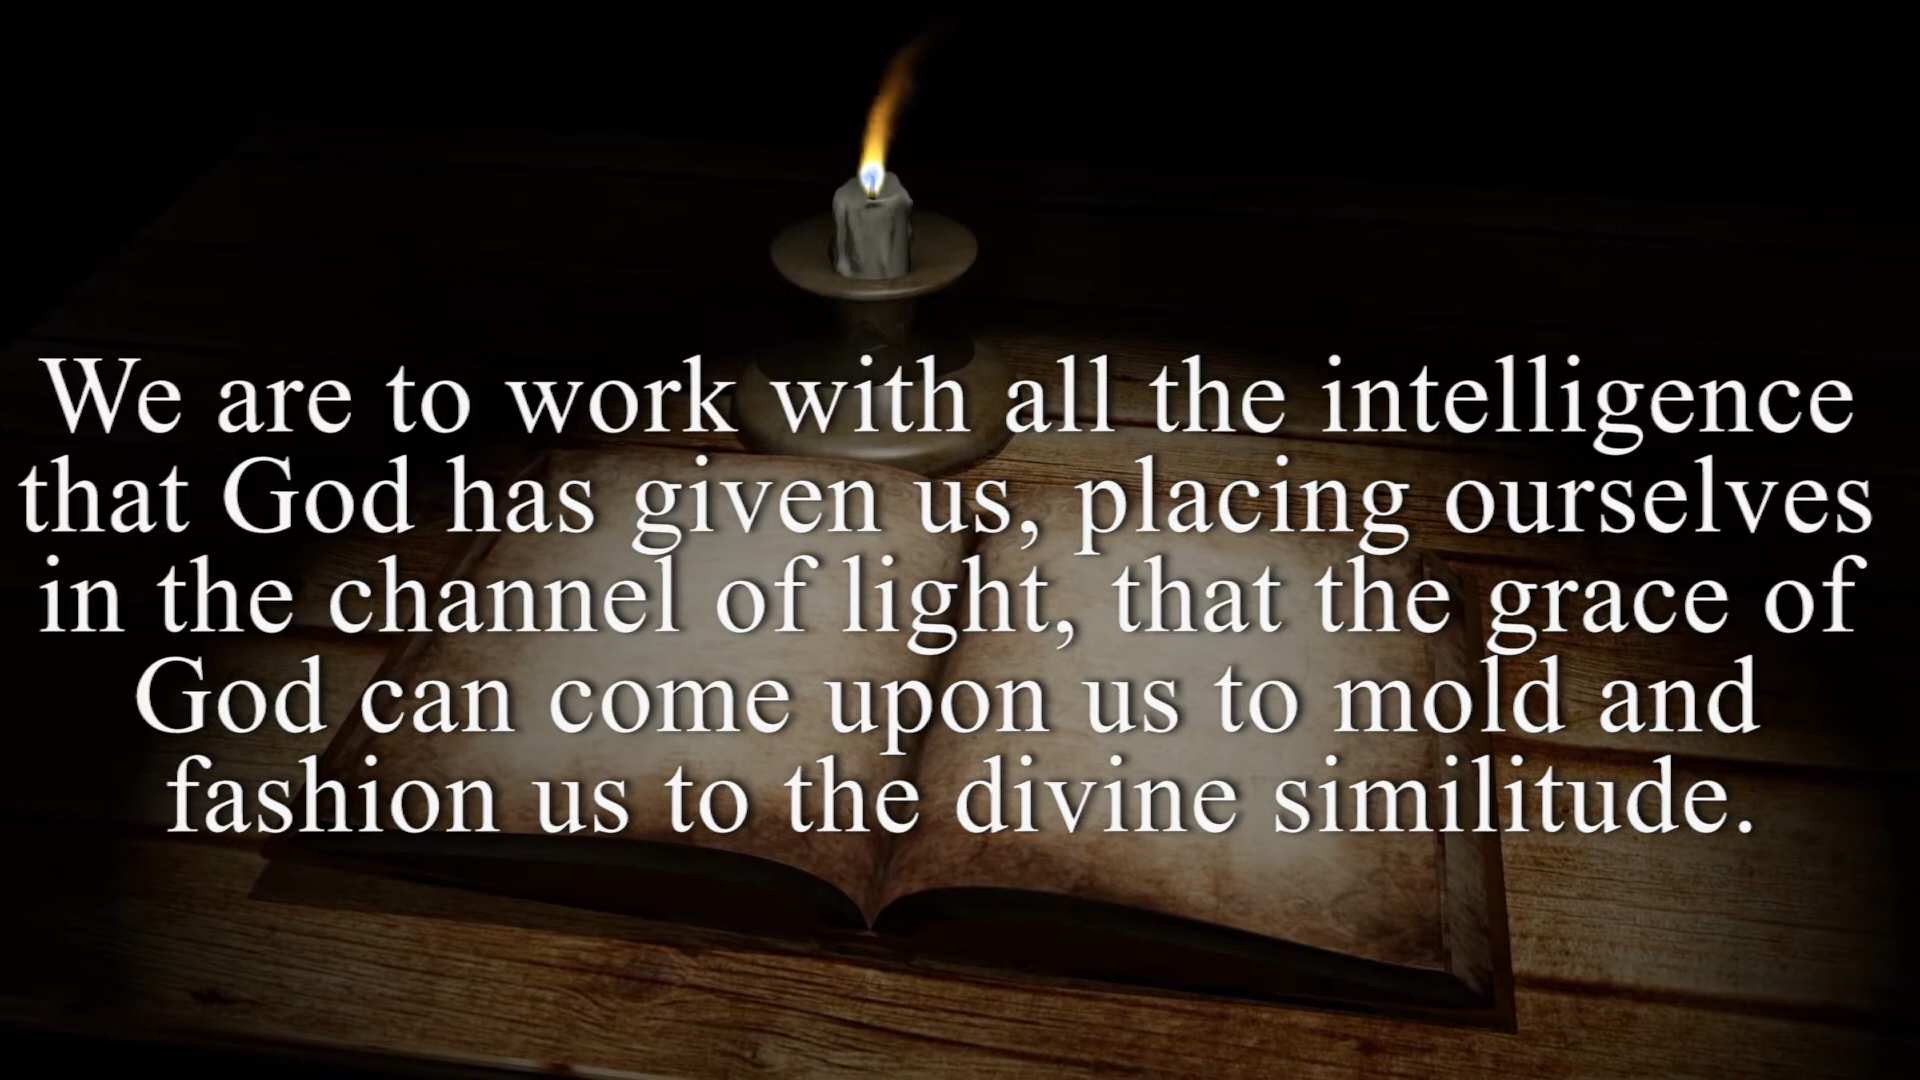 We are to work with all the intelligence
that God has given us, placing ourselves
in the channel of light, that the grace of
God can come upon us to mold and
fashion us to the divine similitude.